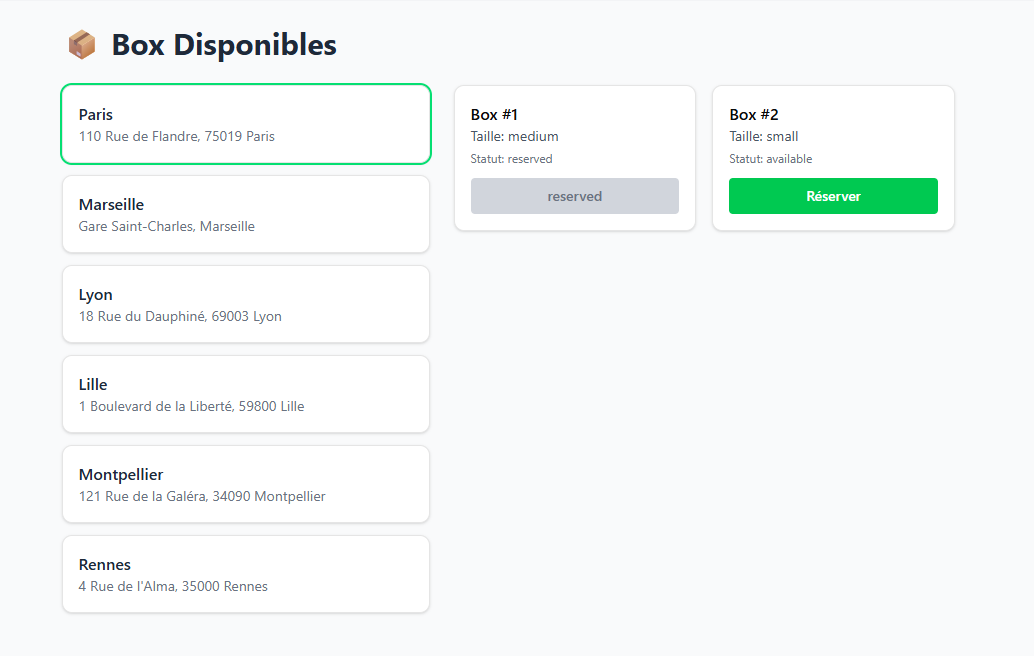 Box Disponibles
Paris
110 Rue de Flandre, 75019 Paris
Marseille
Gare Saint-Charles, Marseille
Lyon
18 Rue du Dauphiné, 69003 Lyon
Lille
1 Boulevard de la Liberté, 59800 Lille
Montpellier
121 Rue de la Galéra, 34090 Montpellier
Rennes
4 Rue de l'Alma, 35000 Rennes
Box #1
Taille: medium
Statut: reserved
reserved
Box #2
Taille: small
Statut: available
Réserver